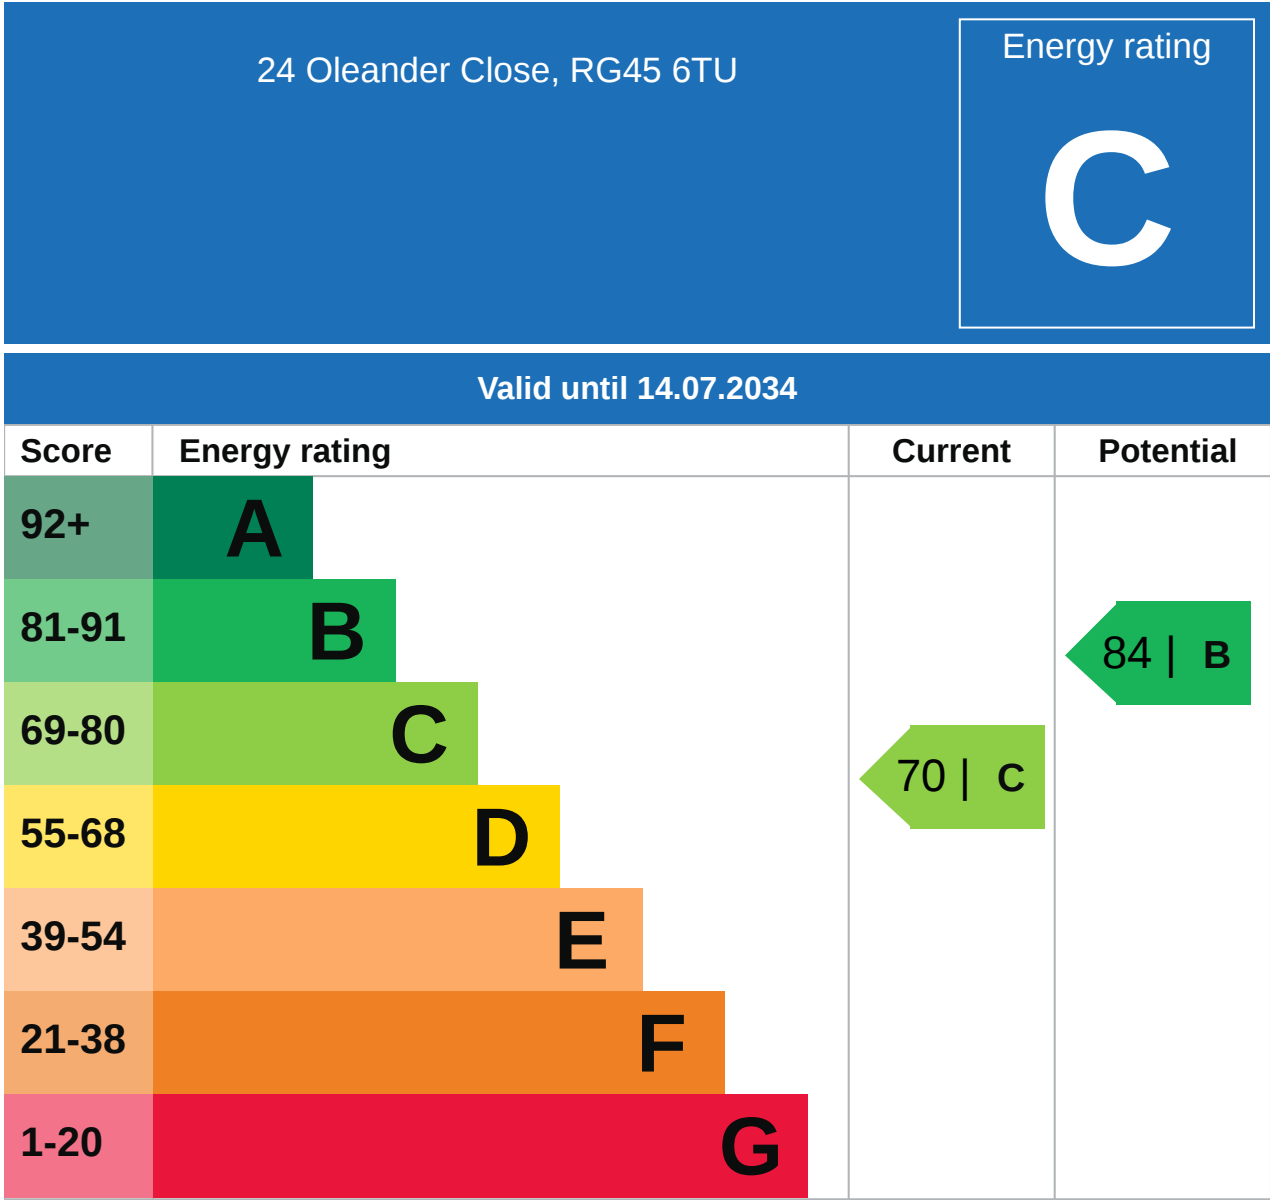 24 Oleander Close, RG45 6TU
Energy rating
C
Valid until 14.07.2034
Score Energy rating Current Potential
92+ A
81-91 B
84 | B
69-80 C
70 | C
55-68 D
39-54 E
21-38 F
1-20 G